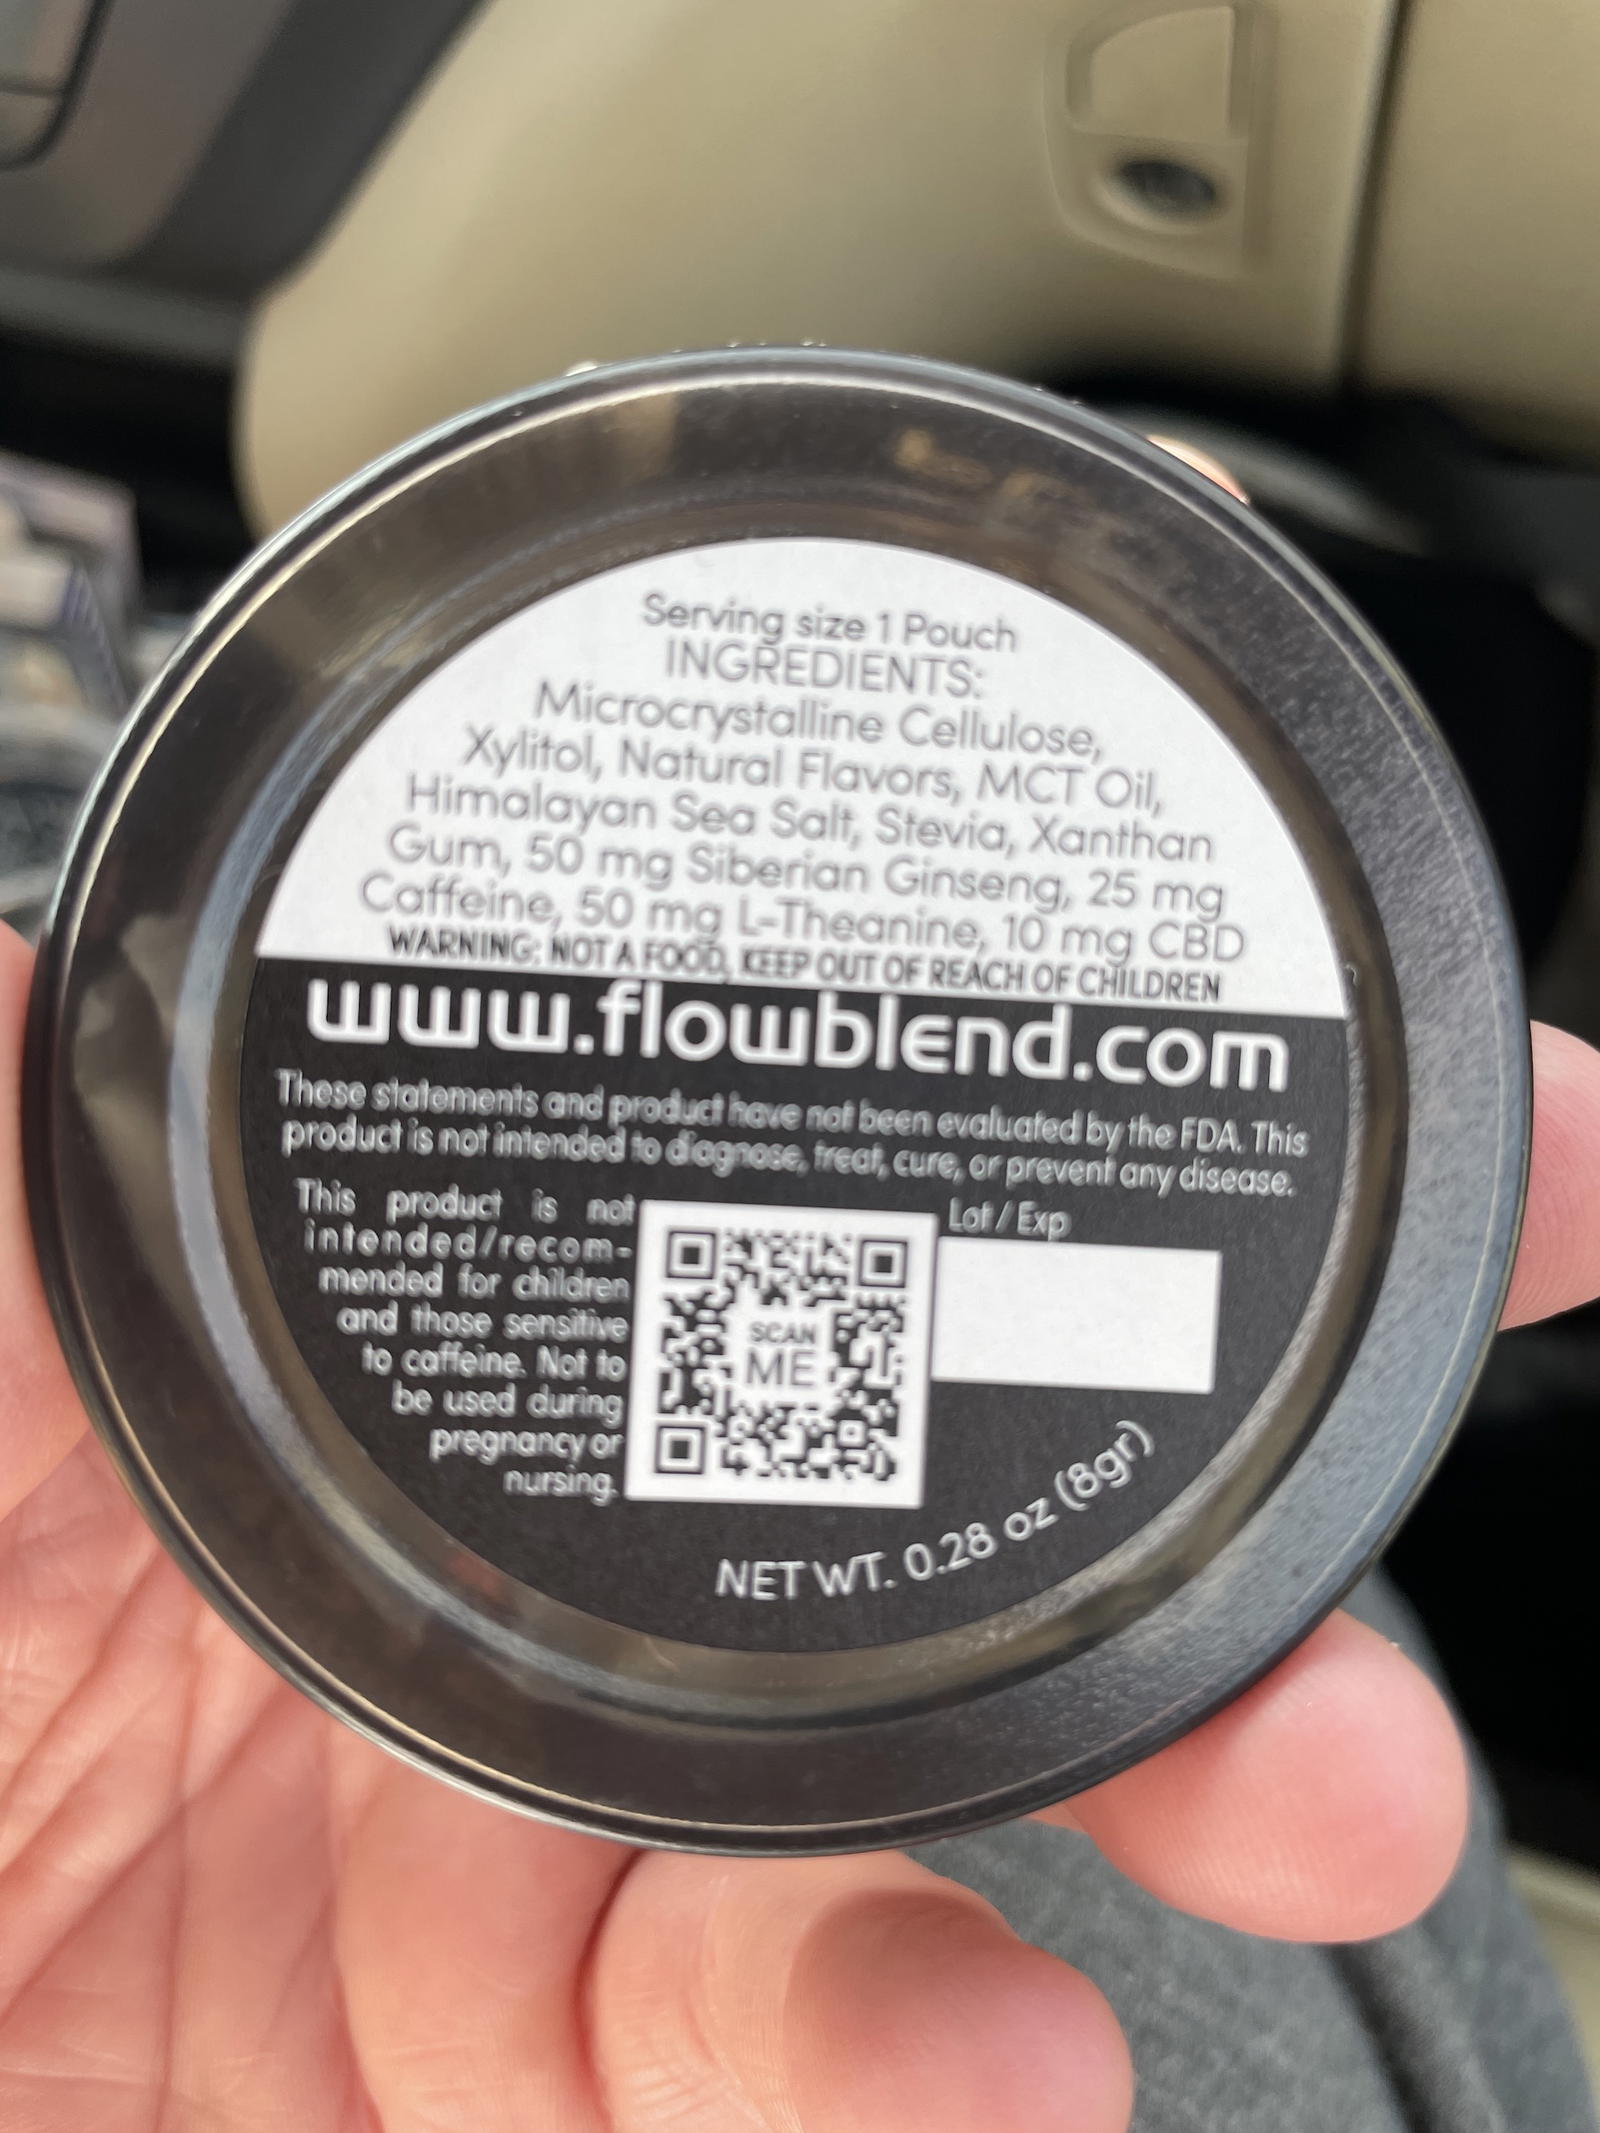 Serving size 1 Pouch
INGREDIENTS:
Microcrystalline Cellulose,
Xylitol, Natural Flavors, MCT Oil,
Himalayan Sea Salt, Stevia, Xanthan
Gum, 50 mg Siberian Ginseng, 25 mg
Caffeine, 50 mg L-Theanine, 10 mg CBD
WARNING: NOT A FOOD, KEEP OUT OF REACH OF CHILDREN
www.flowblend.com
These statements and product have not been evaluated by the FDA. This
product is not intended to diagnose, treat, cure, or prevent any disease.
This product is not
intended/recom-
mended for children
and those sensitive
to caffeine. Not to
be used during
pregnancy or
nursing.
SCAN
ME
Lot / Exp
NET WT. 0.28 oz (8gr)